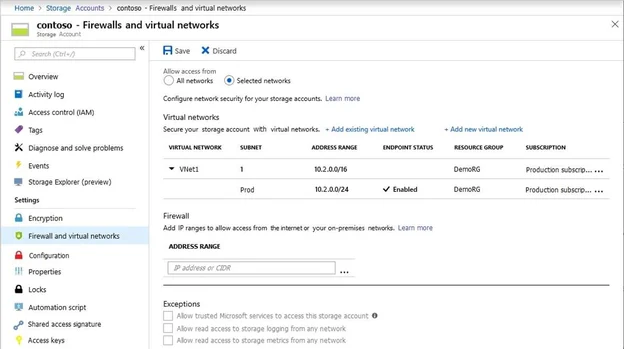 Home > Storage Accounts > contoso - Firewalls and virtual networks
contoso - Firewalls and virtual networks
Storage Account
Search (Ctrl+/)
Overview
Activity log
Access control (IAM)
Tags
Diagnose and solve problems
Events
Storage Explorer (preview)
Settings
Encryption
Firewall and virtual networks
Configuration
Properties
Locks
Automation script
Shared access signature
Access keys
Save Discard
Allow access from
All networks Selected networks
Configure network security for your storage accounts. Learn more
Virtual networks
Secure your storage account with virtual networks. + Add existing virtual network + Add new virtual network
VIRTUAL NETWORK SUBNET ADDRESS RANGE ENDPOINT STATUS RESOURCE GROUP SUBSCRIPTION
VNet1 1 10.2.0.0/16 DemoRG Production subscrip... ...
Prod 10.2.0.0/24 Enabled DemoRG Production subscrip... ...
Firewall
Add IP ranges to allow access from the internet or your on-premises networks. Learn more
ADDRESS RANGE
IP address or CIDR ...
Exceptions
Allow trusted Microsoft services to access this storage account
Allow read access to storage logging from any network
Allow read access to storage metrics from any network